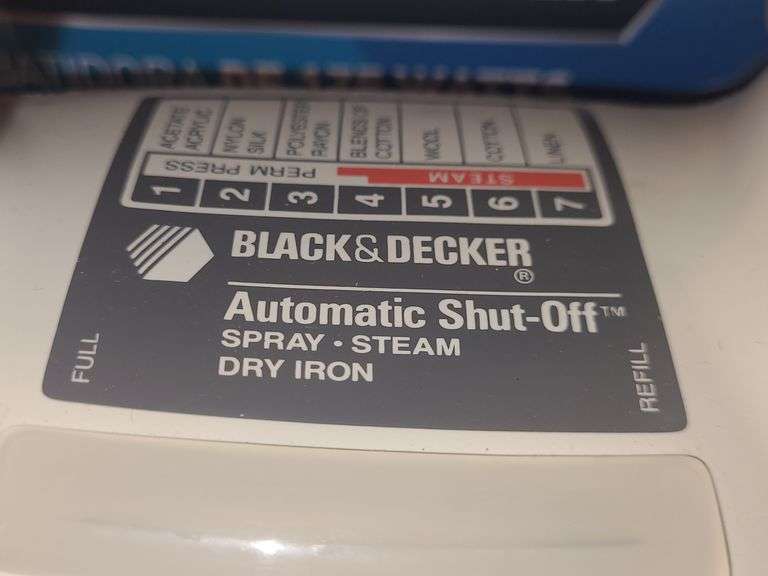 ACETATE
ACRYLIC
NYLON
SILK
POLYESTER
RAYON
BLENDS OF
COTTON
WOOL
COTTON
LINEN
PERM PRESS
STEAM
1 2 3 4 5 6 7
BLACK&DECKER®
Automatic Shut-Off™
SPRAY • STEAM
DRY IRON
FULL
REFILL